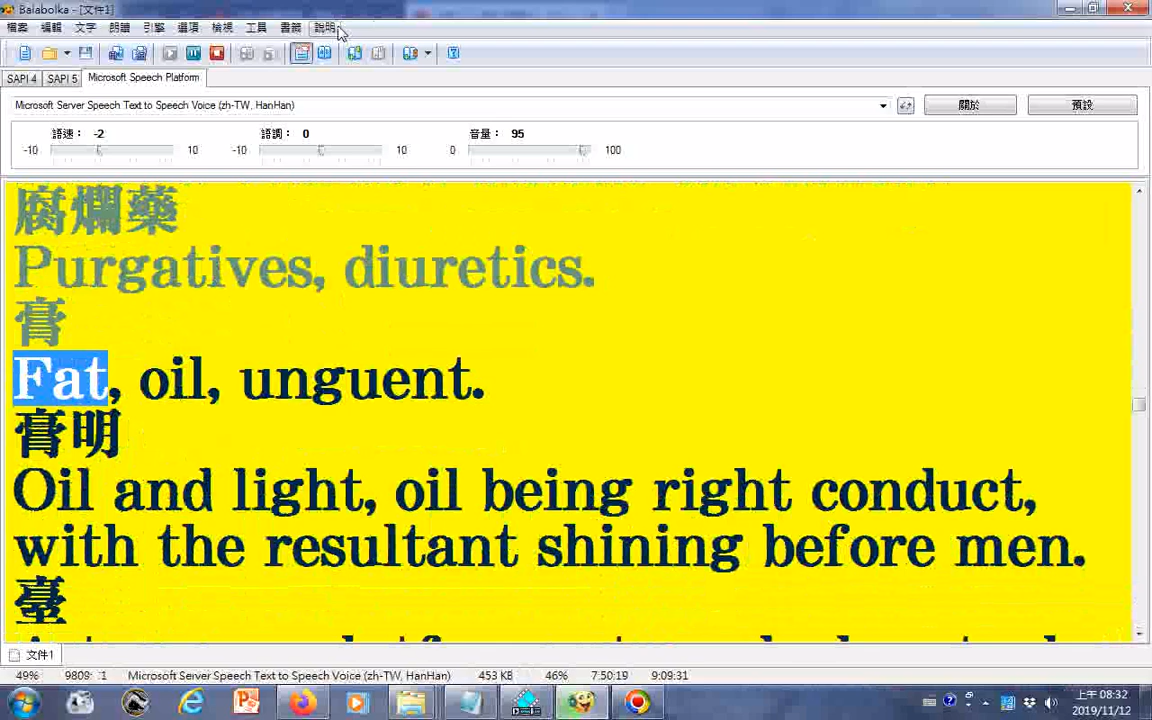 Balabolka - [文件1]
檔案 編輯 文字 朗讀 引擎 選項 檢視 工具 書籤 說明
SAPI 4 SAPI 5 Microsoft Speech Platform
Microsoft Server Speech Text to Speech Voice (zh-TW, HanHan) 關於 預設
語速： -2 語調： 0 音量： 95
-10 10 -10 10 0 100
腐爛藥
Purgatives, diuretics.
膏
Fat, oil, unguent.
膏明
Oil and light, oil being right conduct,
with the resultant shining before men.
臺
文件1
49% 9809: :1 Microsoft Server Speech Text to Speech Voice (zh-TW, HanHan) 453 KB 46% 7:50:19 9:09:31
上午 08:32
2019/11/12